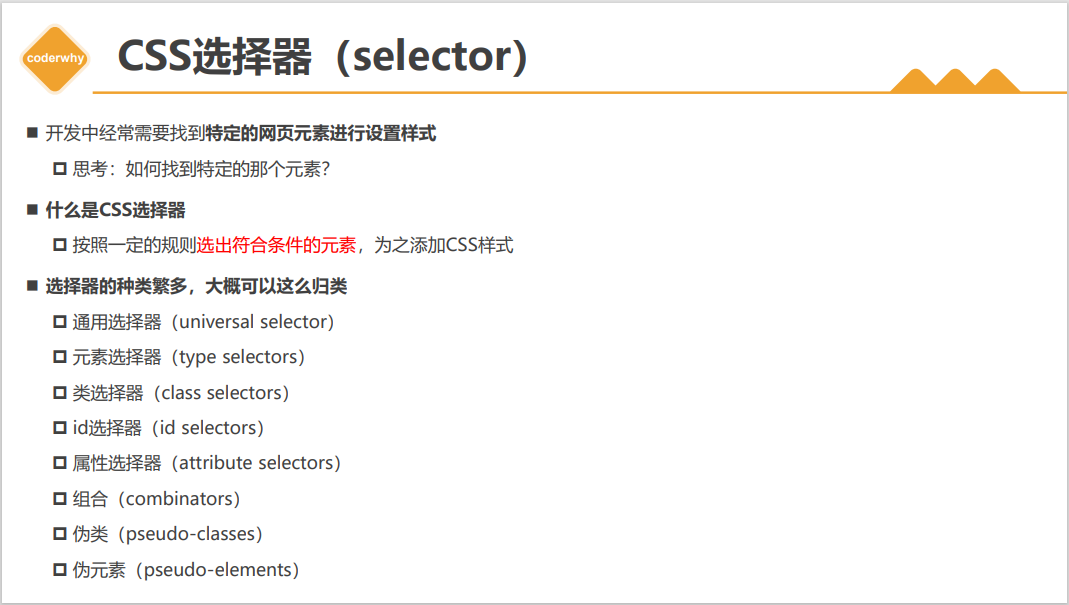 coderwhy
CSS选择器（selector）
开发中经常需要找到特定的网页元素进行设置样式
思考：如何找到特定的那个元素？
什么是CSS选择器
按照一定的规则选出符合条件的元素，为之添加CSS样式
选择器的种类繁多，大概可以这么归类
通用选择器（universal selector）
元素选择器（type selectors）
类选择器（class selectors）
id选择器（id selectors）
属性选择器（attribute selectors）
组合（combinators）
伪类（pseudo-classes）
伪元素（pseudo-elements）